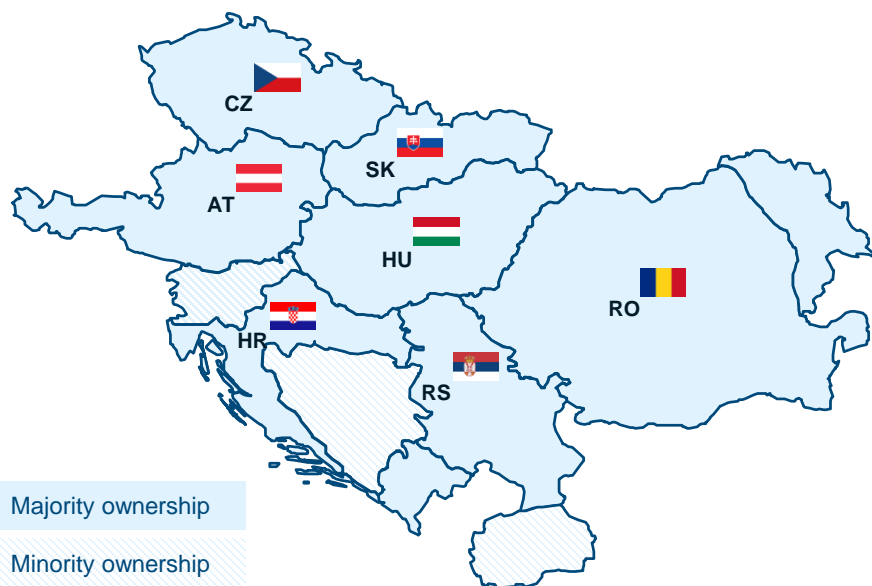 CZ
SK
AT
HU
RO
HR
RS
Majority ownership
Minority ownership